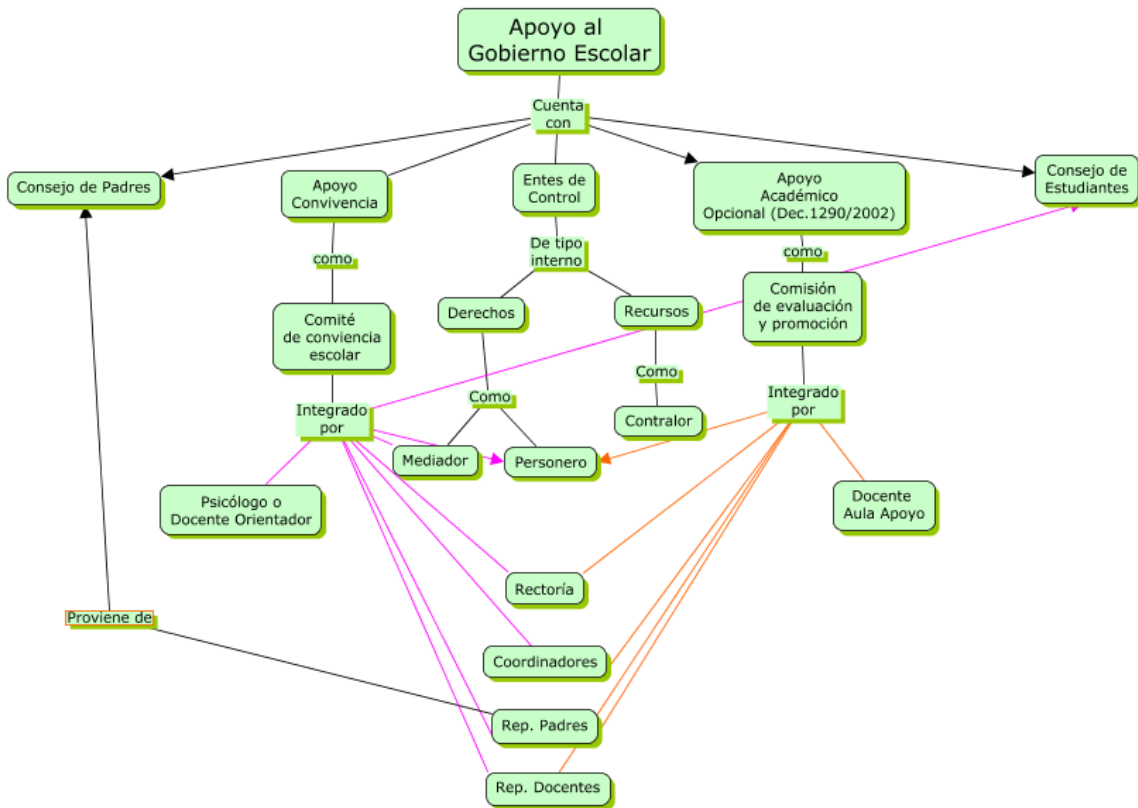 Apoyo al
Gobierno Escolar
Cuenta
con
Consejo de Padres
Apoyo
Convivencia
Entes de
Control
Apoyo
Académico
Opcional (Dec.1290/2002)
Consejo de
Estudiantes
como
De tipo
interno
como
Comité
de conviencia
escolar
Derechos
Recursos
Comisión
de evaluación
y promoción
Integrado
por
Como
Como
Integrado
por
Contralor
Mediador
Personero
Psicólogo o
Docente Orientador
Docente
Aula Apoyo
Rectoría
Proviene de
Coordinadores
Rep. Padres
Rep. Docentes